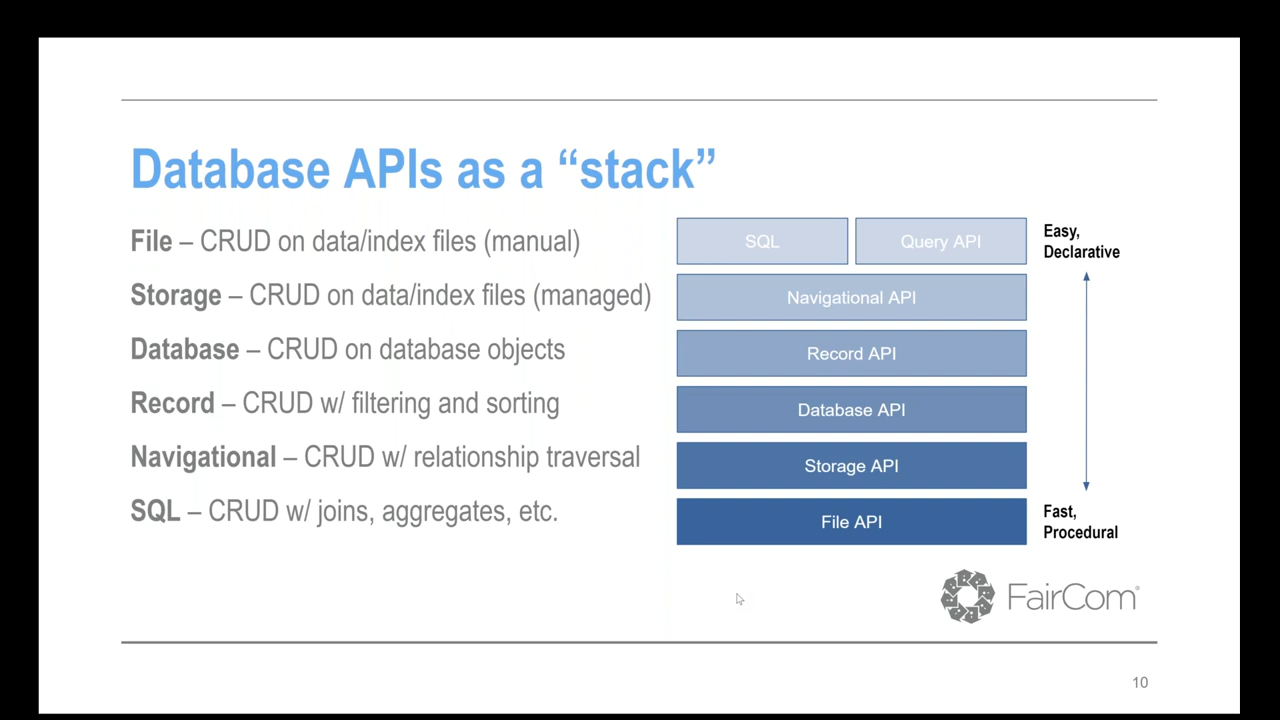 Database APIs as a “stack”
File – CRUD on data/index files (manual)
Storage – CRUD on data/index files (managed)
Database – CRUD on database objects
Record – CRUD w/ filtering and sorting
Navigational – CRUD w/ relationship traversal
SQL – CRUD w/ joins, aggregates, etc.
SQL
Query API
Navigational API
Record API
Database API
Storage API
File API
Easy,
Declarative
Fast,
Procedural
FairCom®
10